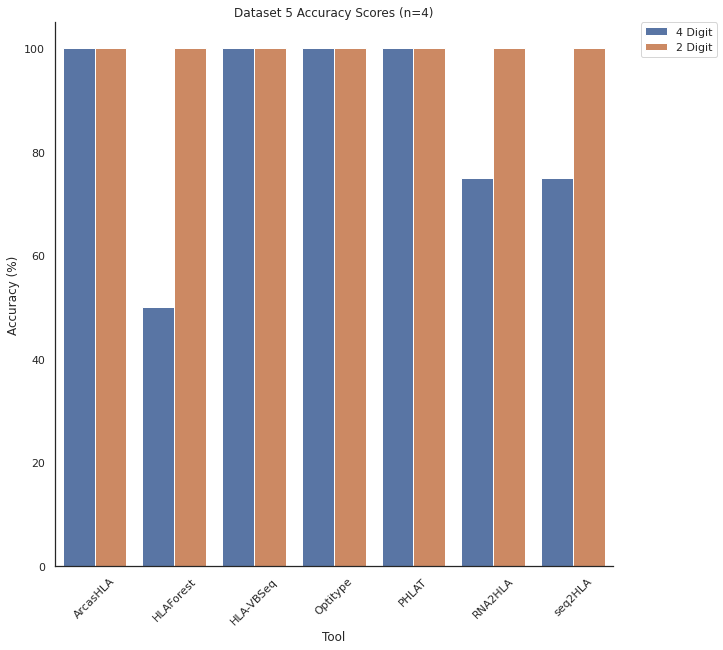 Dataset 5 Accuracy Scores (n=4)
4 Digit
2 Digit
Accuracy (%)
100
80
60
40
20
0
ArcasHLA
HLAForest
HLA-VBSeq
Optitype
PHLAT
RNA2HLA
seq2HLA
Tool